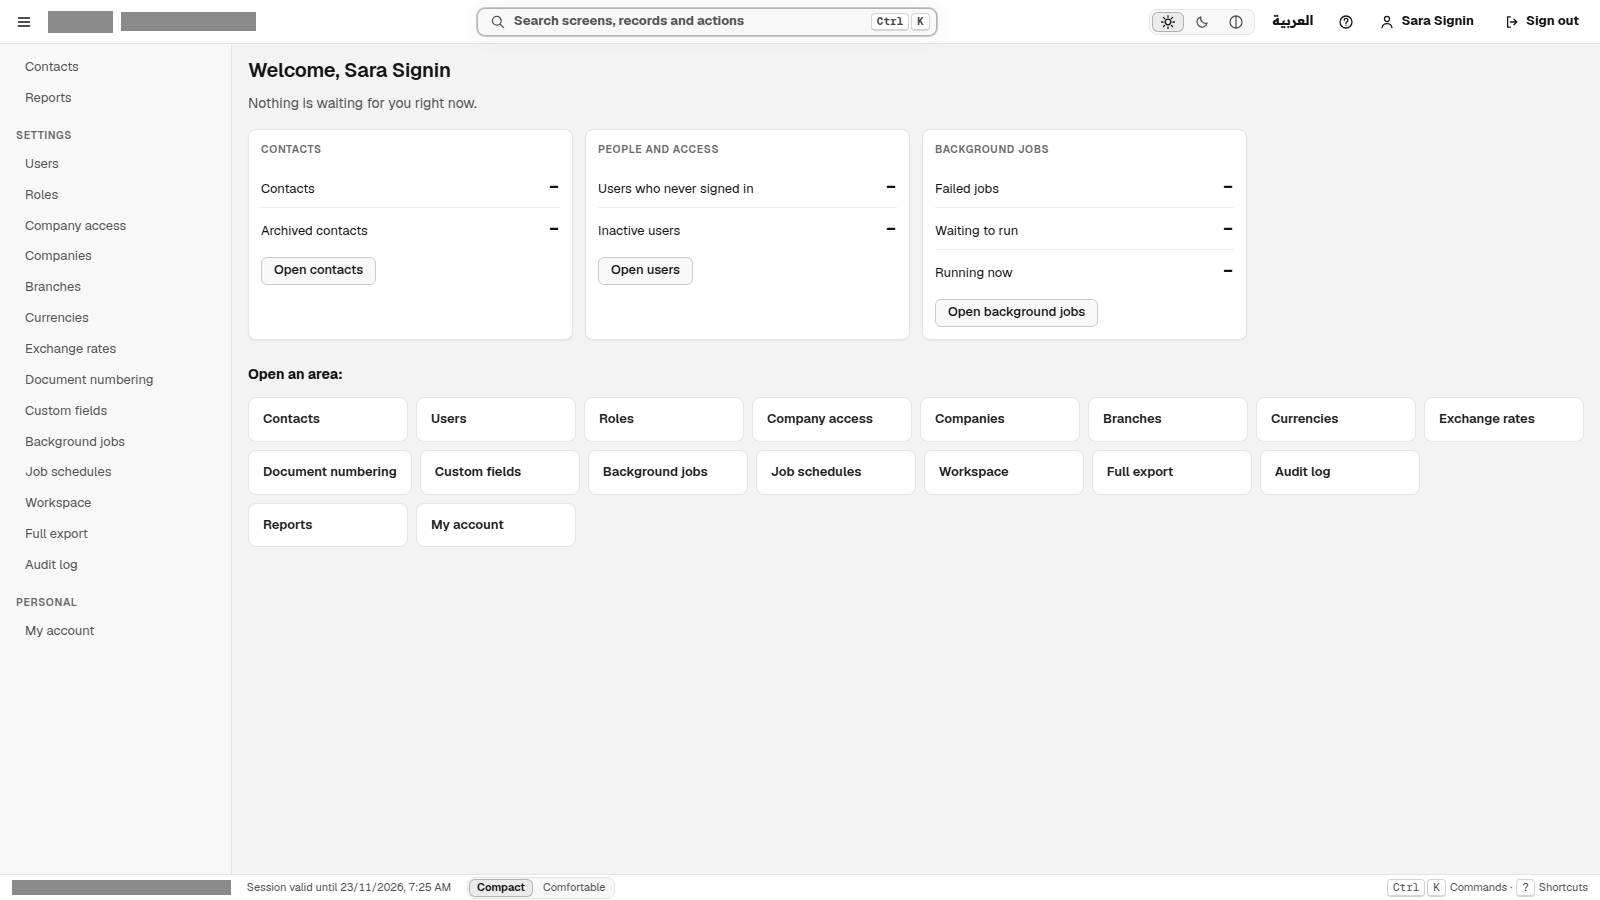 Search screens, records and actions Ctrl K العربية Sara Signin Sign out
Contacts
Reports
SETTINGS
Users
Roles
Company access
Companies
Branches
Currencies
Exchange rates
Document numbering
Custom fields
Background jobs
Job schedules
Workspace
Full export
Audit log
PERSONAL
My account
Welcome, Sara Signin
Nothing is waiting for you right now.
CONTACTS
Contacts –
Archived contacts –
Open contacts
PEOPLE AND ACCESS
Users who never signed in –
Inactive users –
Open users
BACKGROUND JOBS
Failed jobs –
Waiting to run –
Running now –
Open background jobs
Open an area:
Contacts Users Roles Company access Companies Branches Currencies Exchange rates
Document numbering Custom fields Background jobs Job schedules Workspace Full export Audit log
Reports My account
Session valid until 23/11/2026, 7:25 AM Compact Comfortable Ctrl K Commands · ? Shortcuts